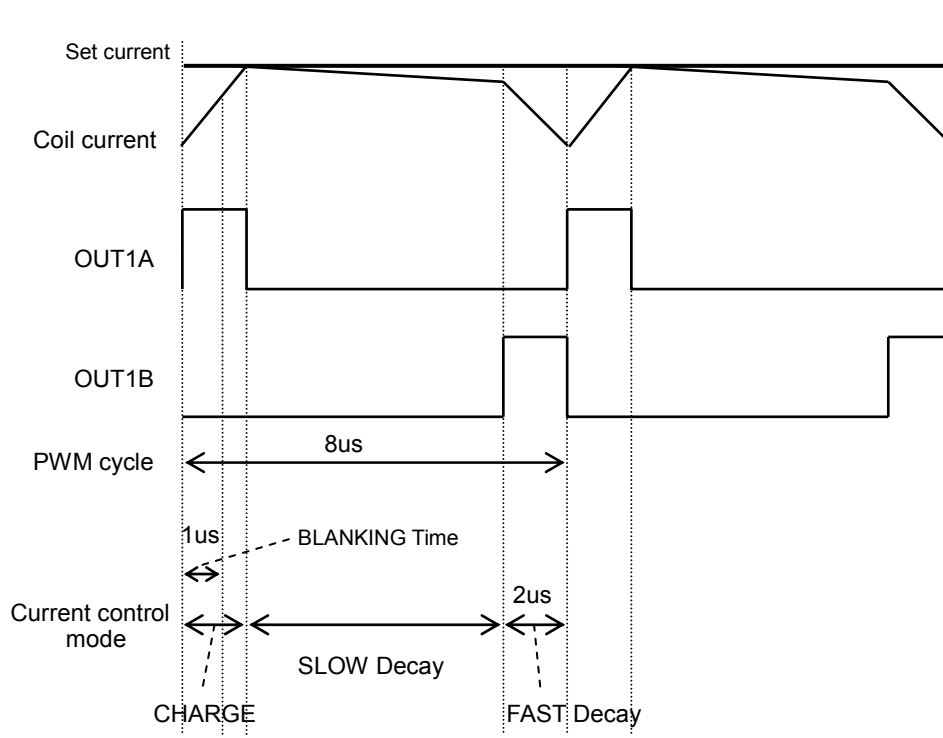 Set current
Coil current
OUT1A
OUT1B
8us
PWM cycle
1us
BLANKING Time
2us
Current control
mode
SLOW Decay
CHARGE
FAST Decay